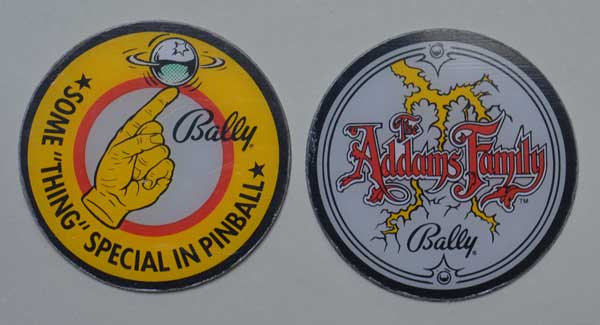 ★SOME "THING" SPECIAL IN PINBALL★
Bally®
The
Addams Family
TM
Bally®